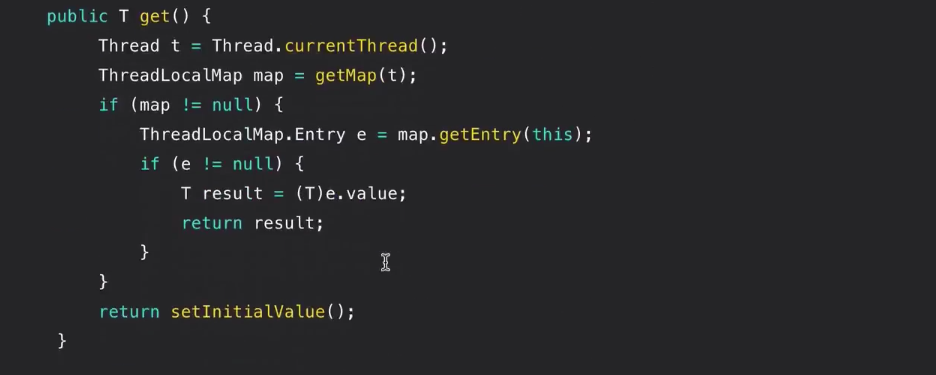 public T get() {
Thread t = Thread.currentThread();
ThreadLocalMap map = getMap(t);
if (map != null) {
ThreadLocalMap.Entry e = map.getEntry(this);
if (e != null) {
T result = (T)e.value;
return result;
}
}
return setInitialValue();
}